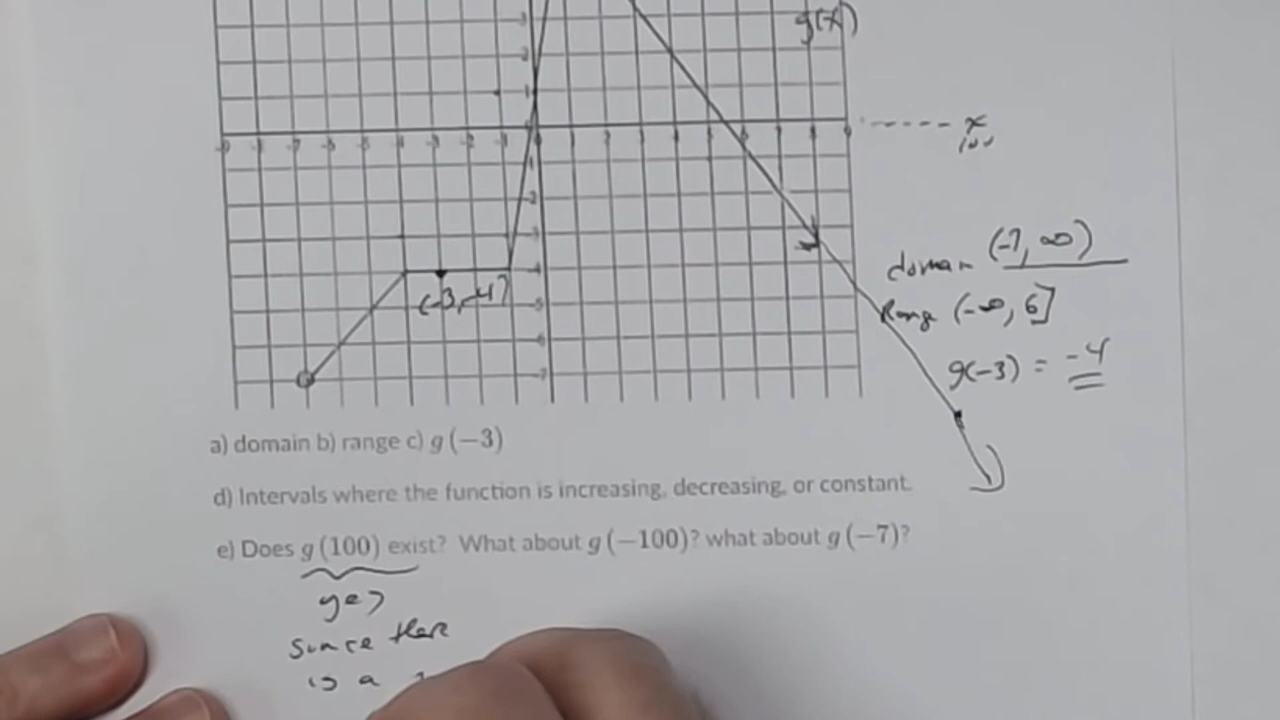 g(x)
x
100
(-3,-4)
domain (-7, ∞)
Range (-∞, 6]
g(-3) = -4
a) domain b) range c) g (−3)
d) Intervals where the function is increasing, decreasing, or constant.
e) Does g (100) exist? What about g (−100)? what about g (−7)?
yes
since there
is a